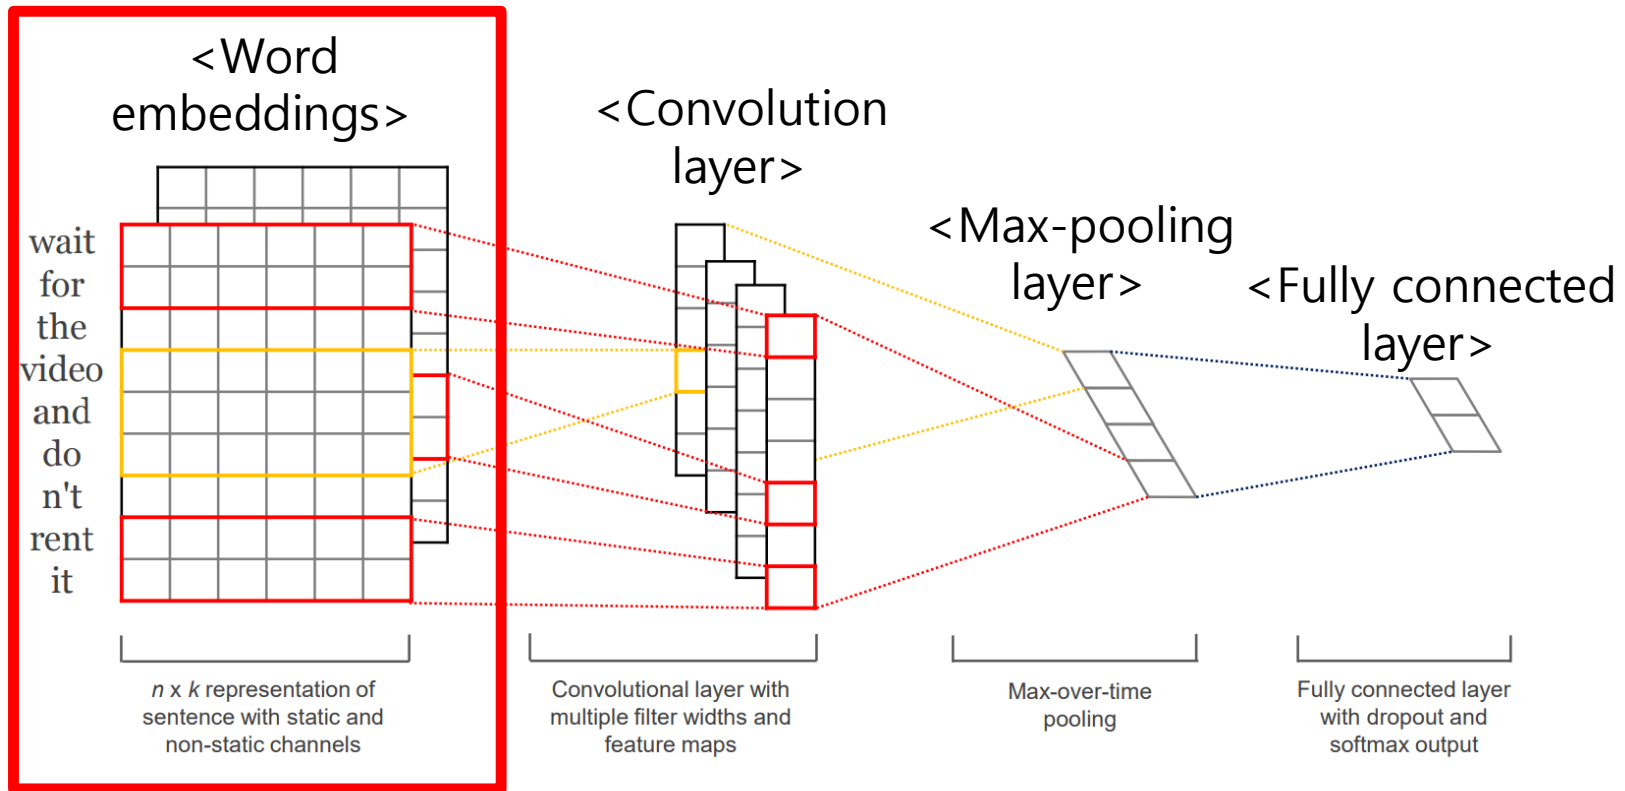 <Word
embeddings>
<Convolution
layer>
<Max-pooling
layer>
<Fully connected
layer>
wait
for
the
video
and
do
n't
rent
it
n x k representation of
sentence with static and
non-static channels
Convolutional layer with
multiple filter widths and
feature maps
Max-over-time
pooling
Fully connected layer
with dropout and
softmax output